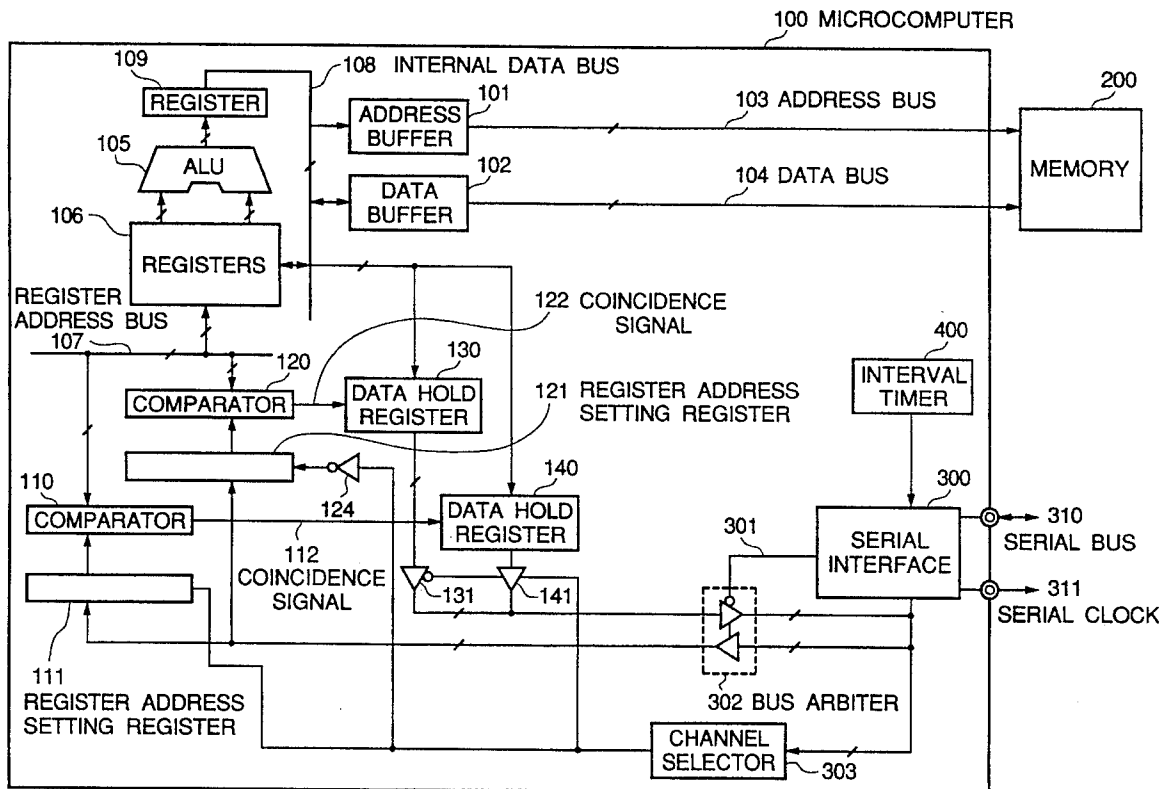 100 MICROCOMPUTER
109
REGISTER
108 INTERNAL DATA BUS
101
ADDRESS
BUFFER
103 ADDRESS BUS
200
MEMORY
105
ALU
102
DATA
BUFFER
104 DATA BUS
106
REGISTERS
REGISTER
ADDRESS BUS
107
122 COINCIDENCE
SIGNAL
120
COMPARATOR
130
DATA HOLD
REGISTER
121 REGISTER ADDRESS
SETTING REGISTER
400
INTERVAL
TIMER
124
110
COMPARATOR
112
COINCIDENCE
SIGNAL
140
DATA HOLD
REGISTER
300
SERIAL
INTERFACE
301
310
SERIAL BUS
311
SERIAL CLOCK
131
141
111
REGISTER ADDRESS
SETTING REGISTER
302 BUS ARBITER
CHANNEL
SELECTOR
303